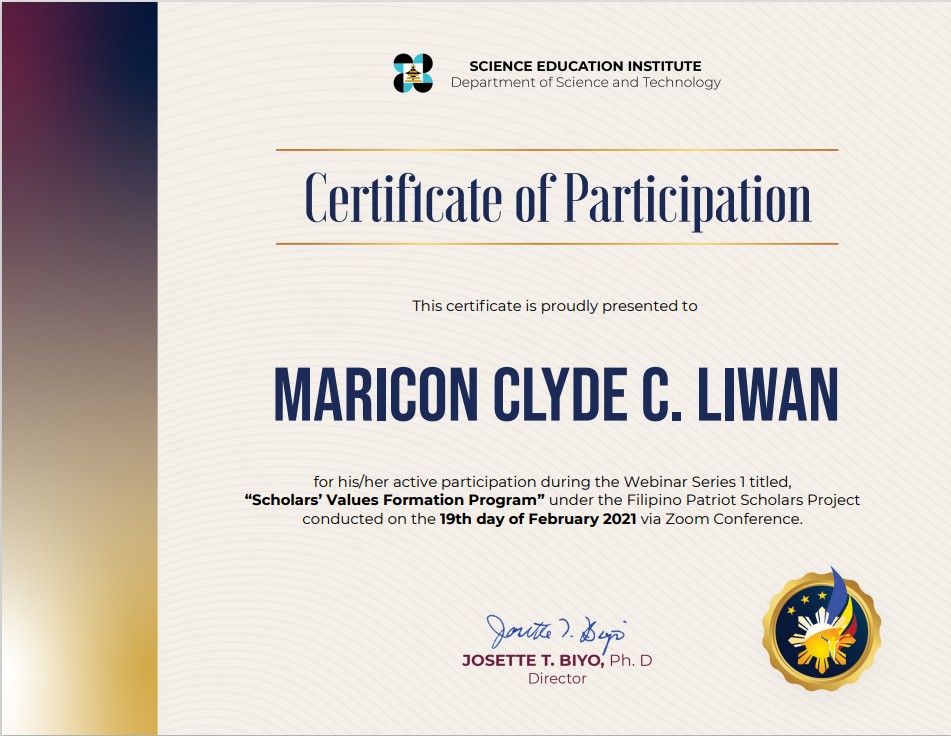 SCIENCE EDUCATION INSTITUTE
Department of Science and Technology
Certificate of Participation
This certificate is proudly presented to
MARICON CLYDE C. LIWAN
for his/her active participation during the Webinar Series 1 titled,
“Scholars’ Values Formation Program” under the Filipino Patriot Scholars Project
conducted on the 19th day of February 2021 via Zoom Conference.
Josette T. Biyo
JOSETTE T. BIYO, Ph. D
Director